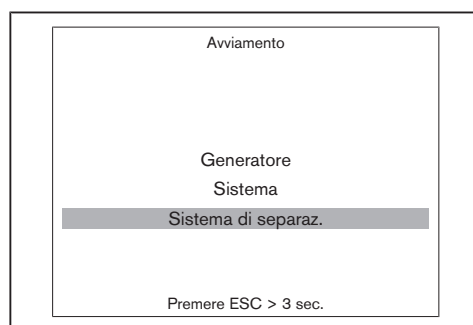 Avviamento
Generatore
Sistema
Sistema di separaz.
Premere ESC > 3 sec.